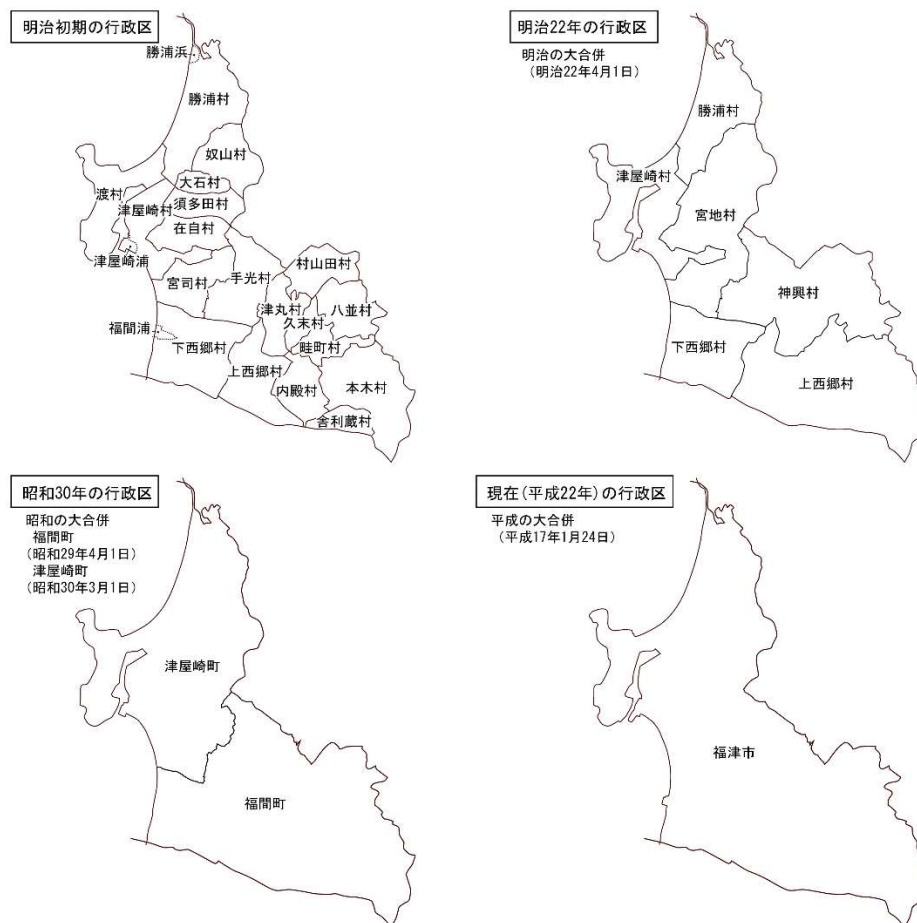 明治初期の行政区
勝浦浜
勝浦村
奴山村
大石村
渡村
津屋崎村
須多田村
在自村
津屋崎浦
宮司村
手光村
村山田村
津丸村
久末村
八並村
福間浦
下西郷村
畦町村
上西郷村
内殿村
本木村
舎利蔵村
明治22年の行政区
明治の大合併
(明治22年4月1日)
勝浦村
津屋崎村
宮地村
神興村
下西郷村
上西郷村
昭和30年の行政区
昭和の大合併
福間町
(昭和29年4月1日)
津屋崎町
(昭和30年3月1日)
津屋崎町
福間町
現在(平成22年)の行政区
平成の大合併
(平成17年1月24日)
福津市